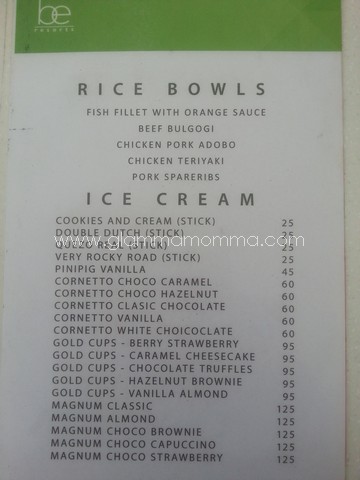 be
RESORTS
RICE BOWLS
FISH FILLET WITH ORANGE SAUCE
BEEF BULGOGI
CHICKEN PORK ADOBO
CHICKEN TERIYAKI
PORK SPARERIBS
ICE CREAM
COOKIES AND CREAM (STICK) 25
DOUBLE DUTCH (STICK) 25
www.glammamomma.com
QUEZO REAL (STICK) 25
VERY ROCKY ROAD (STICK) 25
PINIPIG VANILLA 45
CORNETTO CHOCO CARAMEL 60
CORNETTO CHOCO HAZELNUT 60
CORNETTO CLASIC CHOCOLATE 60
CORNETTO VANILLA 60
CORNETTO WHITE CHOICOCLATE 60
GOLD CUPS - BERRY STRAWBERRY 95
GOLD CUPS - CARAMEL CHEESECAKE 95
GOLD CUPS - CHOCOLATE TRUFFLES 95
GOLD CUPS - HAZELNUT BROWNIE 95
GOLD CUPS - VANILLA ALMOND 95
MAGNUM CLASSIC 125
MAGNUM ALMOND 125
MAGNUM CHOCO BROWNIE 125
MAGNUM CHOCO CAPUCCINO 125
MAGNUM CHOCO STRAWBERRY 125